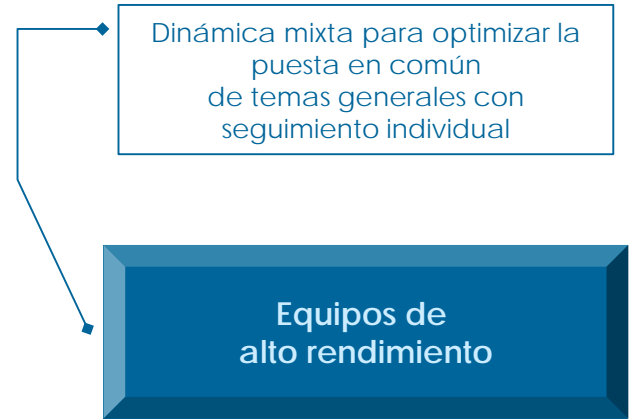 Dinámica mixta para optimizar la
puesta en común
de temas generales con
seguimiento individual
Equipos de
alto rendimiento